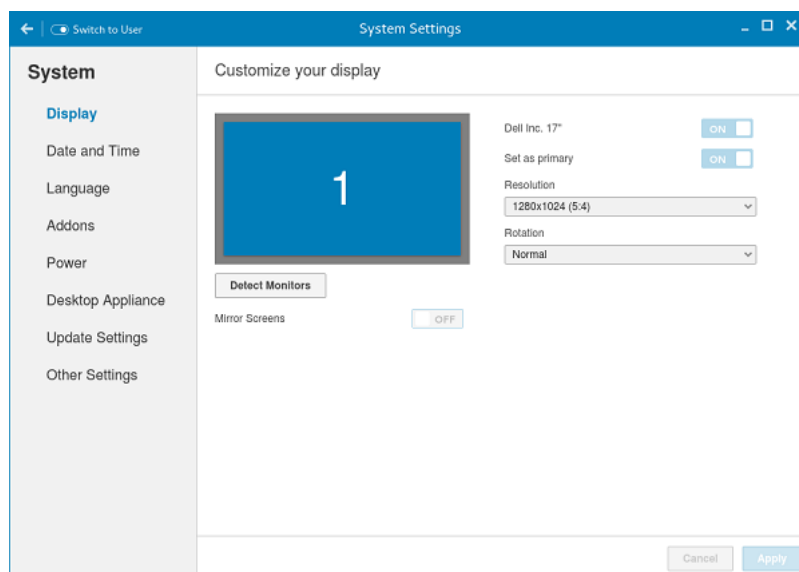 Switch to User
System Settings
System
Display
Date and Time
Language
Addons
Power
Desktop Appliance
Update Settings
Other Settings
Customize your display
1
Detect Monitors
Mirror Screens OFF
Dell Inc. 17" ON
Set as primary ON
Resolution
1280x1024 (5:4)
Rotation
Normal
Cancel Apply